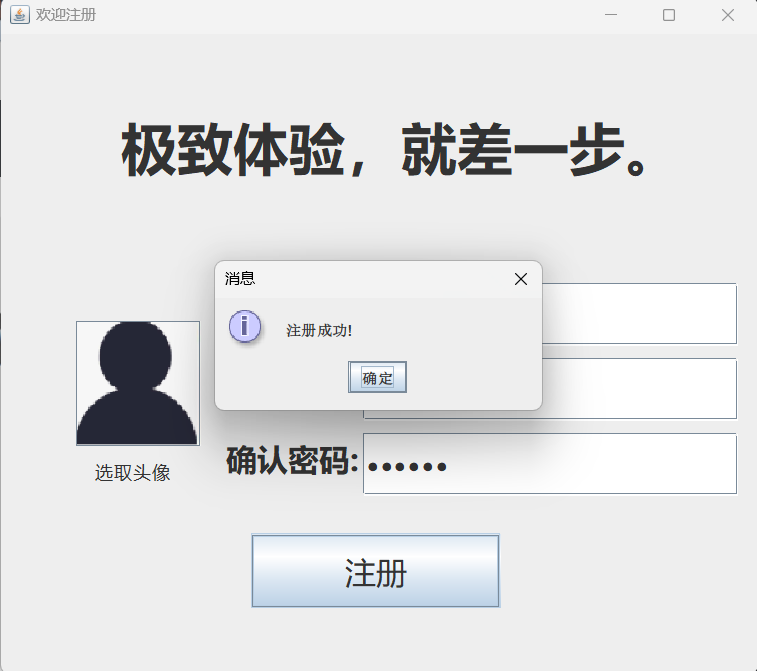 欢迎注册
极致体验，就差一步。
消息
注册成功!
确定
选取头像
确认密码:
注册